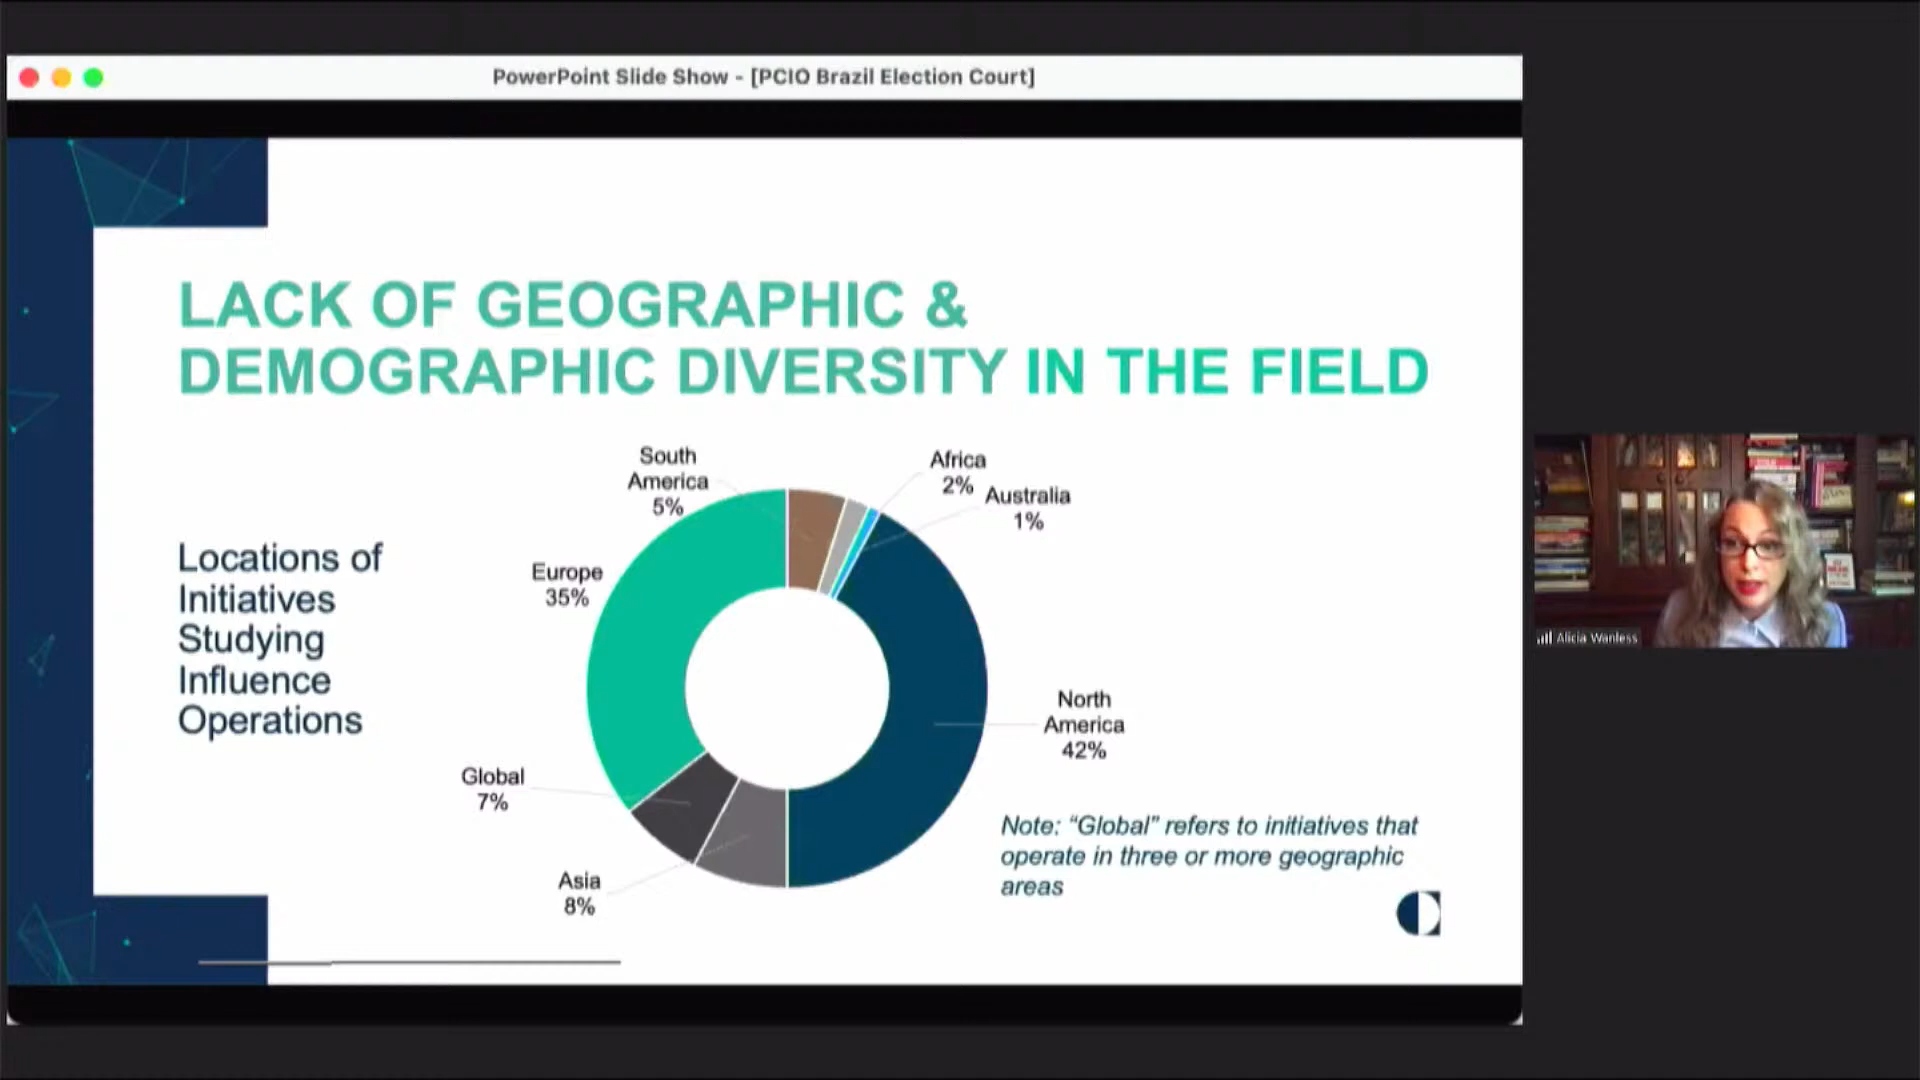 PowerPoint Slide Show - [PCIO Brazil Election Court]
LACK OF GEOGRAPHIC &
DEMOGRAPHIC DIVERSITY IN THE FIELD
Locations of
Initiatives
Studying
Influence
Operations
South
America
5%
Africa
2%
Australia
1%
Europe
35%
North
America
42%
Global
7%
Asia
8%
Note: “Global” refers to initiatives that
operate in three or more geographic
areas
Alicia Wanless